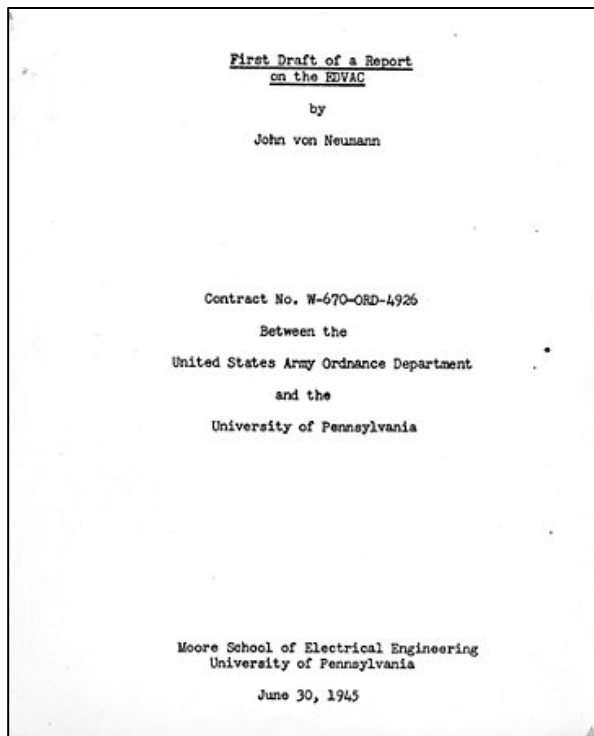 First Draft of a Report
on the EDVAC
by
John von Neumann
Contract No. W-670-ORD-4926
Between the
United States Army Ordnance Department
and the
University of Pennsylvania
Moore School of Electrical Engineering
University of Pennsylvania
June 30, 1945